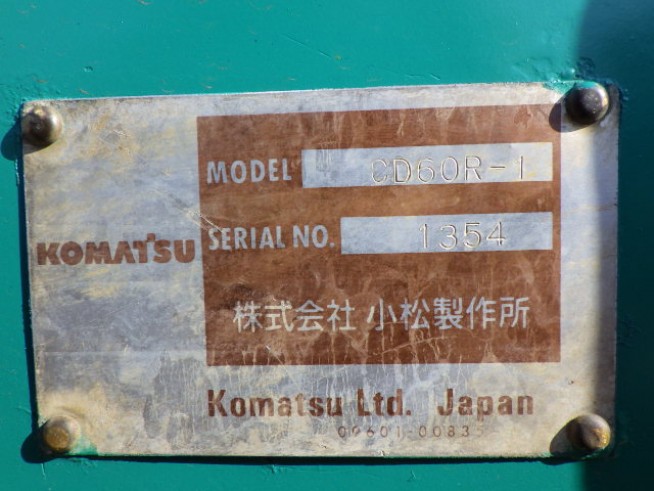 MODEL CD60R-1
KOMATSU SERIAL NO. 1354
株式会社 小松製作所
Komatsu Ltd. Japan
09601-00835